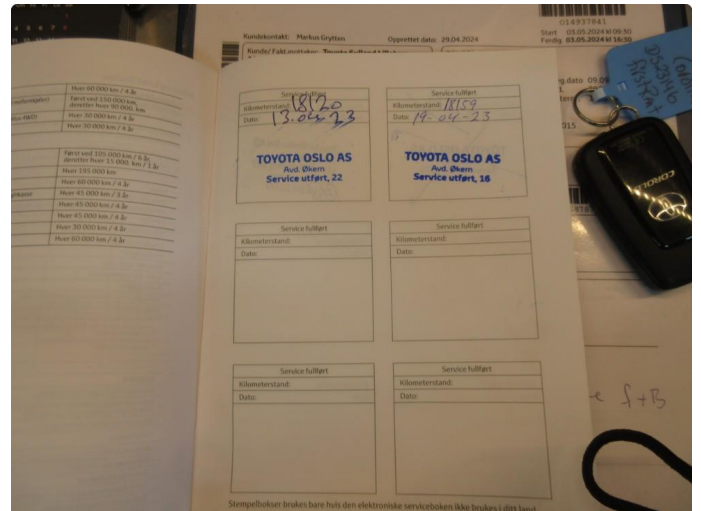 014937841
Kundekontakt: Markus Grytten
Opprettet dato: 29.04.2024
Start 03.05.2024 kl 09:30
Ferdig 03.05.2024 kl 16:30
Kunde/
Toyota
Hver 60 000 km / 4 år
Først ved 150 000 km,
deretter hver 90 000. km
Hver 30 000 km / 4 år
Hver 30 000 km / 4 år
Først ved 105 000 km / 6 år,
deretter hver 15 000. km / 1 år
Hver 195 000 km
Hver 60 000 km / 4 år
Hver 45 000 km / 3 år
Hver 45 000 km / 4 år
Hver 45 000 km / 4 år
Hver 30 000 km / 4 år
Hver 60 000 km / 4 år
Service fullført
Kilometerstand: 18120
Dato: 13.04.23
TOYOTA OSLO AS
Avd. Økern
Service utført, 22
Service fullført
Kilometerstand: 18159
Dato: 19-04-23
TOYOTA OSLO AS
Avd. Økern
Service utført, 16
Service fullført
Kilometerstand:
Dato:
Service fullført
Kilometerstand:
Dato:
Service fullført
Kilometerstand:
Dato:
Service fullført
Kilometerstand:
Dato:
Stempelbokser brukes bare hvis den elektroniske serviceboken ikke brukes i ditt land.
COROLLA
f+B